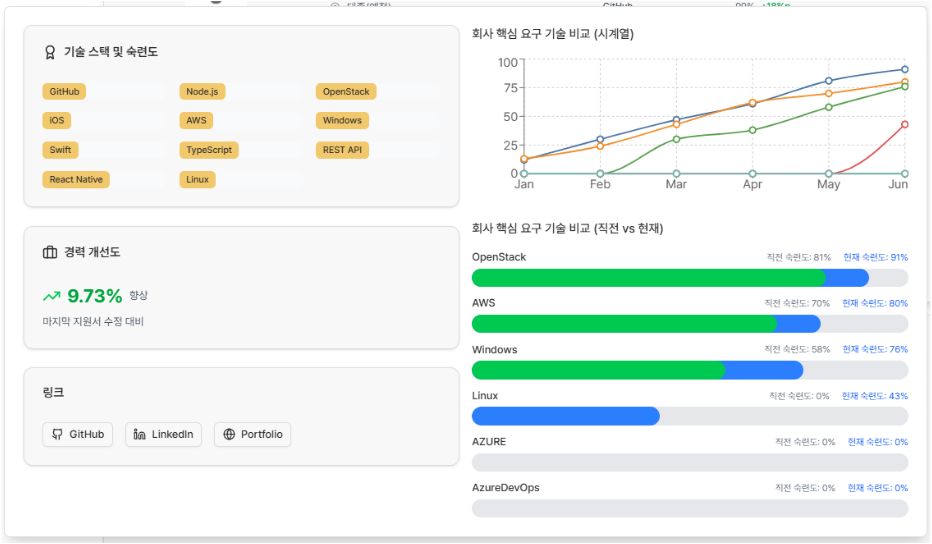 GitHub
99%
+18%p
기술 스택 및 숙련도
GitHub
Node.js
OpenStack
iOS
AWS
Windows
Swift
TypeScript
REST API
React Native
Linux
경력 개선도
9.73% 향상
마지막 지원서 수정 대비
링크
GitHub
LinkedIn
Portfolio
회사 핵심 요구 기술 비교 (시계열)
100
75
50
25
0
Jan
Feb
Mar
Apr
May
Jun
회사 핵심 요구 기술 비교 (직전 vs 현재)
OpenStack
직전 숙련도: 81%
현재 숙련도: 91%
AWS
직전 숙련도: 70%
현재 숙련도: 80%
Windows
직전 숙련도: 58%
현재 숙련도: 76%
Linux
직전 숙련도: 0%
현재 숙련도: 43%
AZURE
직전 숙련도: 0%
현재 숙련도: 0%
AzureDevOps
직전 숙련도: 0%
현재 숙련도: 0%